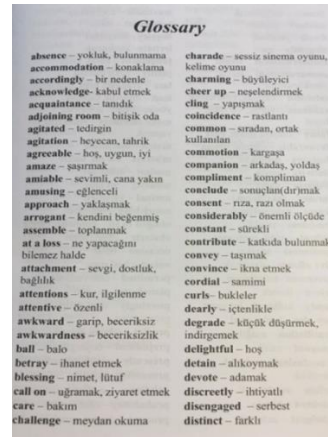 Glossary
absence – yokluk, bulunmama
accommodation – konaklama
accordingly – bir nedenle
acknowledge- kabul etmek
acquaintance – tanıdık
adjoining room – bitişik oda
agitated – tedirgin
agitation – heyecan, tahrik
agreeable – hoş, uygun, iyi
amaze – şaşırmak
amiable – sevimli, cana yakın
amusing – eğlenceli
approach – yaklaşmak
arrogant – kendini beğenmiş
assemble – toplanmak
at a loss – ne yapacağını
bilemez halde
attachment – sevgi, dostluk,
bağlılık
attentions – kur, ilgilenme
attentive – özenli
awkward – garip, beceriksiz
awkwardness – beceriksizlik
ball – balo
betray – ihanet etmek
blessing – nimet, lütuf
call on – uğramak, ziyaret etmek
care – bakım
challenge – meydan okuma
charade – sessiz sinema oyunu,
kelime oyunu
charming – büyüleyici
cheer up – neşelendirmek
cling – yapışmak
coincidence – rastlantı
common – sıradan, ortak
kullanılan
commotion – kargaşa
companion – arkadaş, yoldaş
compliment – kompliman
conclude – sonuçlan(dır)mak
consent – rıza, razı olmak
considerably – önemli ölçüde
constant – sürekli
contribute – katkıda bulunmak
convey – taşımak
convince – ikna etmek
cordial – samimi
curls– bukleler
dearly – içtenlikle
degrade – küçük düşürmek,
indirgemek
delightful – hoş
detain – alıkoymak
devote – adamak
discreetly – ihtiyatlı
disengaged – serbest
distinct – farklı